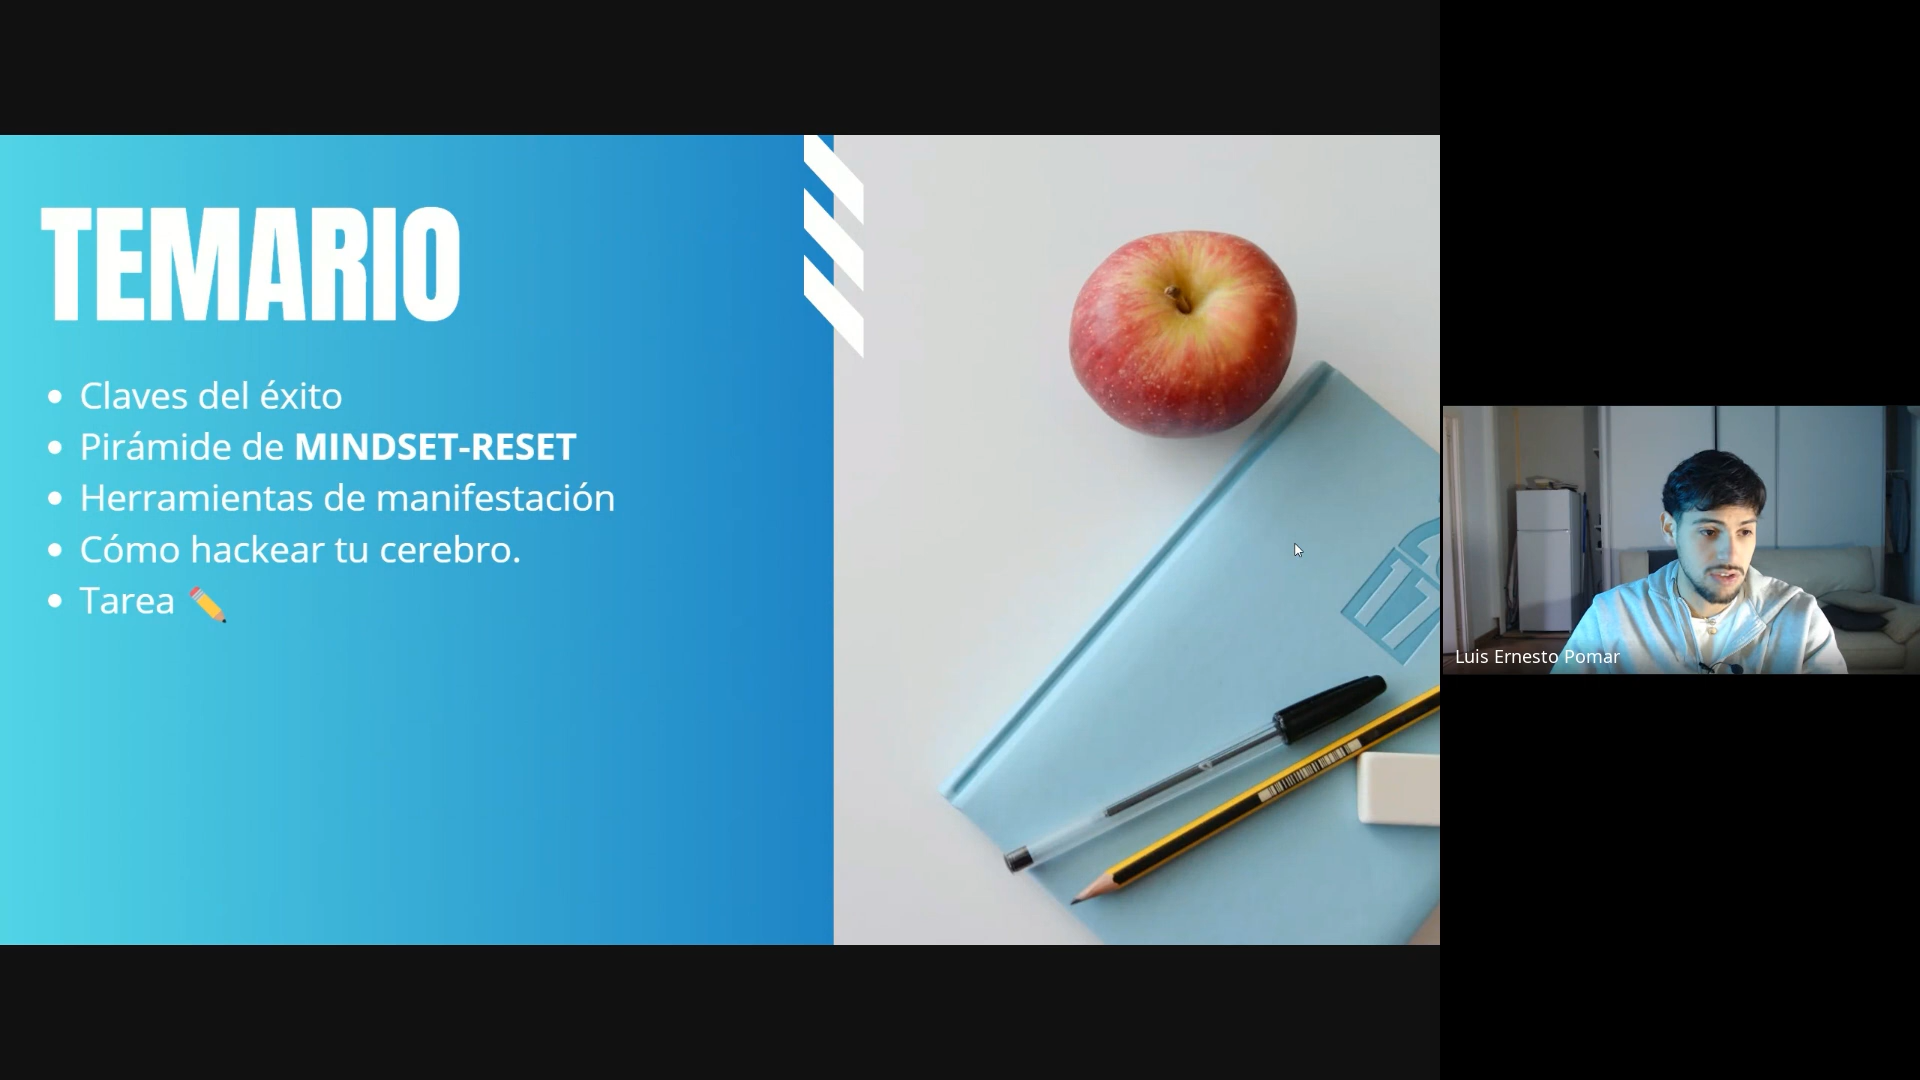 TEMARIO
Claves del éxito
Pirámide de MINDSET-RESET
Herramientas de manifestación
Cómo hackear tu cerebro.
Tarea ✏️
Luis Ernesto Pomar